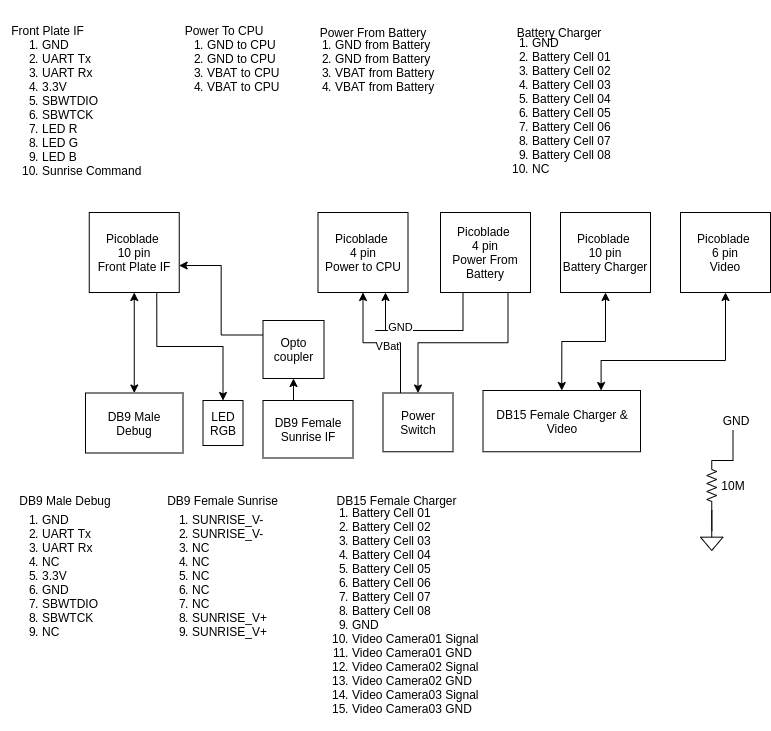 Front Plate IF
1. GND
2. UART Tx
3. UART Rx
4. 3.3V
5. SBWTDIO
6. SBWTCK
7. LED R
8. LED G
9. LED B
10. Sunrise Command
Power To CPU
1. GND to CPU
2. GND to CPU
3. VBAT to CPU
4. VBAT to CPU
Power From Battery
1. GND from Battery
2. GND from Battery
3. VBAT from Battery
4. VBAT from Battery
Battery Charger
1. GND
2. Battery Cell 01
3. Battery Cell 02
4. Battery Cell 03
5. Battery Cell 04
6. Battery Cell 05
7. Battery Cell 06
8. Battery Cell 07
9. Battery Cell 08
10. NC
Picoblade
10 pin
Front Plate IF
Picoblade
4 pin
Power to CPU
Picoblade
4 pin
Power From
Battery
Picoblade
10 pin
Battery Charger
Picoblade
6 pin
Video
Opto
coupler
GND
VBat
DB9 Male
Debug
LED
RGB
DB9 Female
Sunrise IF
Power
Switch
DB15 Female Charger &
Video
GND
10M
DB9 Male Debug
1. GND
2. UART Tx
3. UART Rx
4. NC
5. 3.3V
6. GND
7. SBWTDIO
8. SBWTCK
9. NC
DB9 Female Sunrise
1. SUNRISE_V-
2. SUNRISE_V-
3. NC
4. NC
5. NC
6. NC
7. NC
8. SUNRISE_V+
9. SUNRISE_V+
DB15 Female Charger
1. Battery Cell 01
2. Battery Cell 02
3. Battery Cell 03
4. Battery Cell 04
5. Battery Cell 05
6. Battery Cell 06
7. Battery Cell 07
8. Battery Cell 08
9. GND
10. Video Camera01 Signal
11. Video Camera01 GND
12. Video Camera02 Signal
13. Video Camera02 GND
14. Video Camera03 Signal
15. Video Camera03 GND